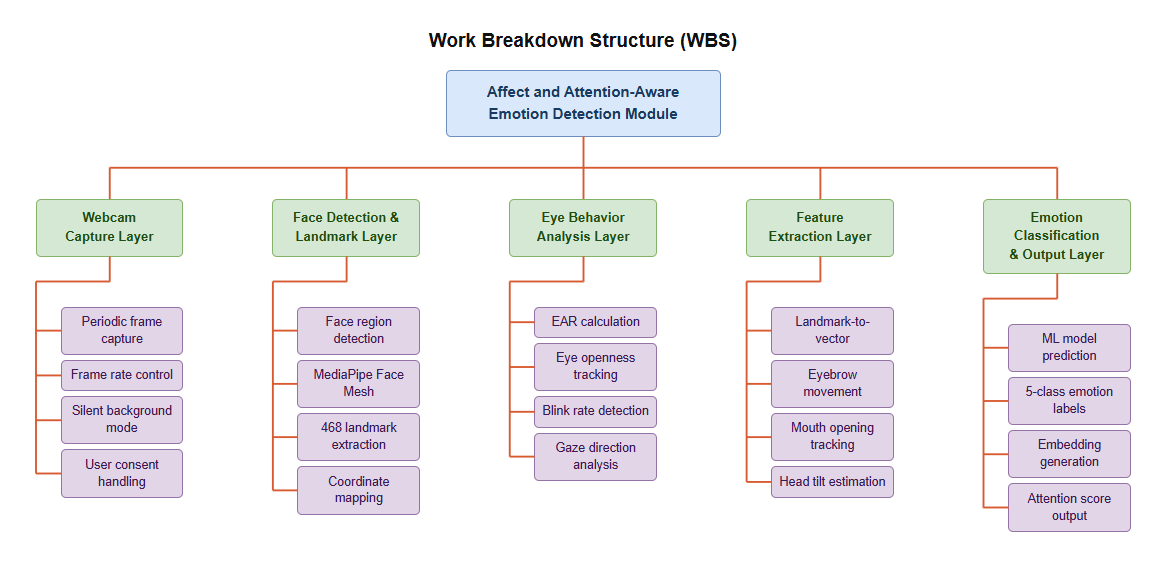 Work Breakdown Structure (WBS)
Affect and Attention-Aware
Emotion Detection Module
Webcam
Capture Layer
Periodic frame
capture
Frame rate control
Silent background
mode
User consent
handling
Face Detection &
Landmark Layer
Face region
detection
MediaPipe Face
Mesh
468 landmark
extraction
Coordinate
mapping
Eye Behavior
Analysis Layer
EAR calculation
Eye openness
tracking
Blink rate detection
Gaze direction
analysis
Feature
Extraction Layer
Landmark-to-
vector
Eyebrow
movement
Mouth opening
tracking
Head tilt estimation
Emotion
Classification
& Output Layer
ML model
prediction
5-class emotion
labels
Embedding
generation
Attention score
output